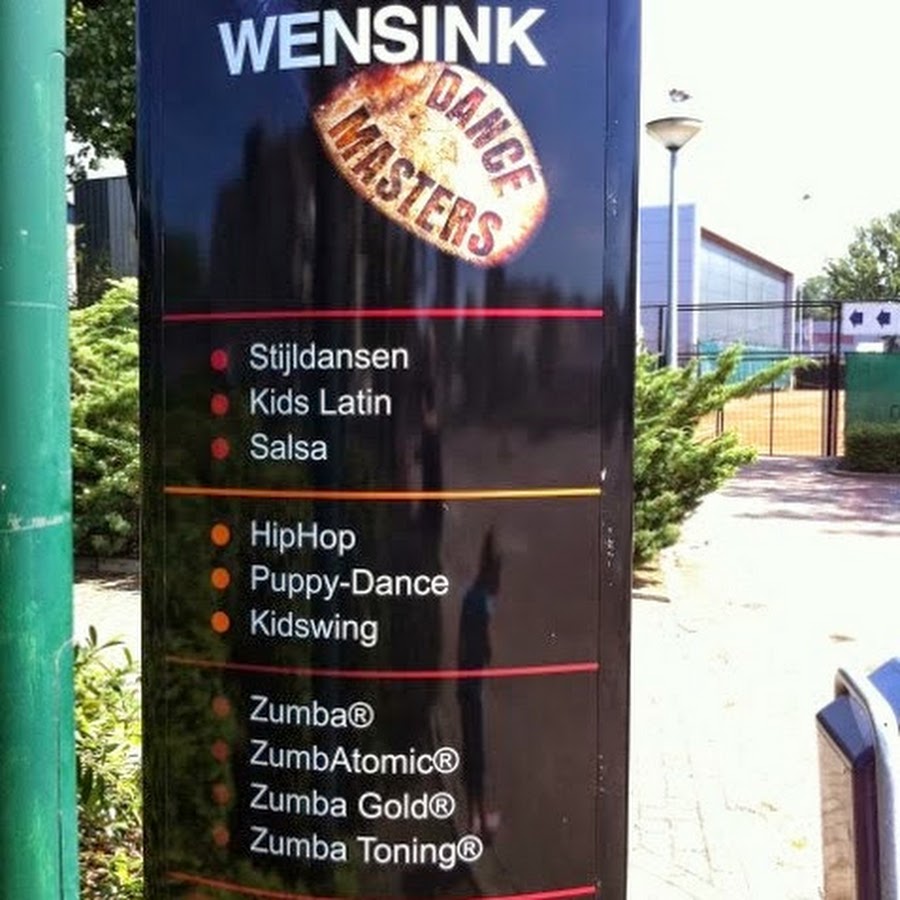 WENSINK
DANCE
MASTERS
Stijldansen
Kids Latin
Salsa
HipHop
Puppy-Dance
Kidswing
Zumba®
ZumbAtomic®
Zumba Gold®
Zumba Toning®